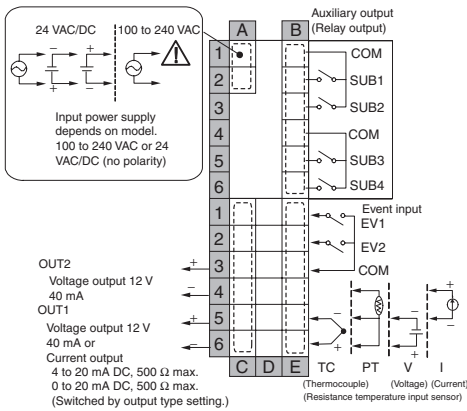 24 VAC/DC
100 to 240 VAC
Input power supply
depends on model.
100 to 240 VAC or 24
VAC/DC (no polarity)
A
B
Auxiliary output
(Relay output)
1
2
3
4
5
6
COM
SUB1
SUB2
COM
SUB3
SUB4
1
2
3
4
5
6
Event input
EV1
EV2
COM
OUT2
Voltage output 12 V
40 mA
OUT1
Voltage output 12 V
40 mA or
Current output
4 to 20 mA DC, 500 Ω max.
0 to 20 mA DC, 500 Ω max.
(Switched by output type setting.)
+
−
+
−
C
D
E
TC
PT
V
I
(Thermocouple)
(Voltage)
(Current)
(Resistance temperature input sensor)